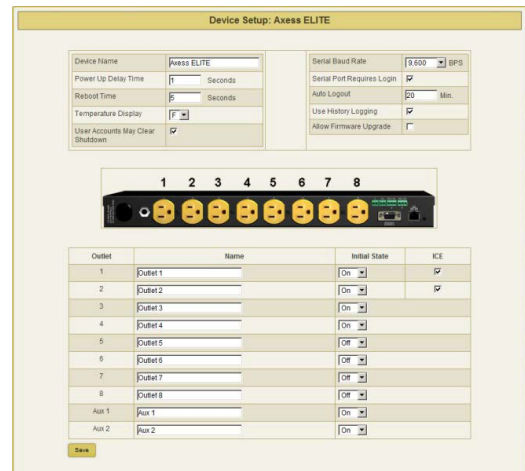 Device Setup: Axess ELITE
Device Name Axess ELITE
Power Up Delay Time 1 Seconds
Reboot Time 5 Seconds
Temperature Display F
User Accounts May Clear
Shutdown
Serial Baud Rate 9,600 BPS
Serial Port Requires Login
Auto Logout 20 Min.
Use History Logging
Allow Firmware Upgrade
1 2 3 4 5 6 7 8
Outlet Name Initial State ICE
1 Outlet 1 On
2 Outlet 2 On
3 Outlet 3 On
4 Outlet 4 On
5 Outlet 5 Off
6 Outlet 6 Off
7 Outlet 7 Off
8 Outlet 8 Off
Aux 1 Aux 1 On
Aux 2 Aux 2 On
Save